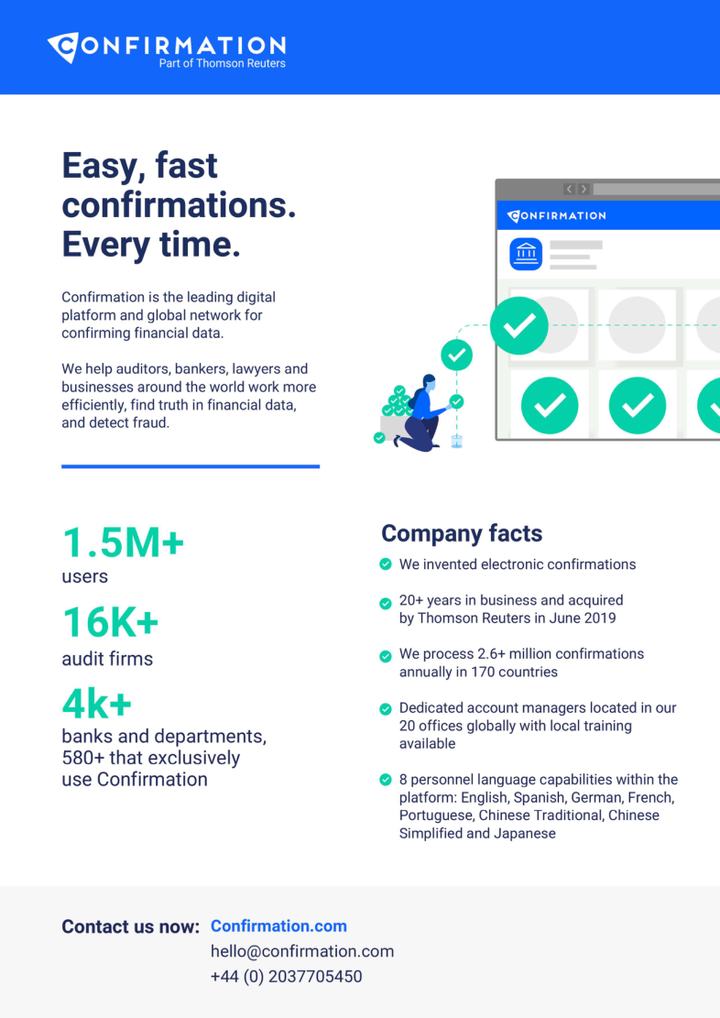 CONFIRMATION
Part of Thomson Reuters
Easy, fast
confirmations.
Every time.
Confirmation is the leading digital
platform and global network for
confirming financial data.
We help auditors, bankers, lawyers and
businesses around the world work more
efficiently, find truth in financial data,
and detect fraud.
CONFIRMATION
1.5M+
users
16K+
audit firms
4k+
banks and departments,
580+ that exclusively
use Confirmation
Company facts
We invented electronic confirmations
20+ years in business and acquired
by Thomson Reuters in June 2019
We process 2.6+ million confirmations
annually in 170 countries
Dedicated account managers located in our
20 offices globally with local training
available
8 personnel language capabilities within the
platform: English, Spanish, German, French,
Portuguese, Chinese Traditional, Chinese
Simplified and Japanese
Contact us now: Confirmation.com
hello@confirmation.com
+44 (0) 2037705450